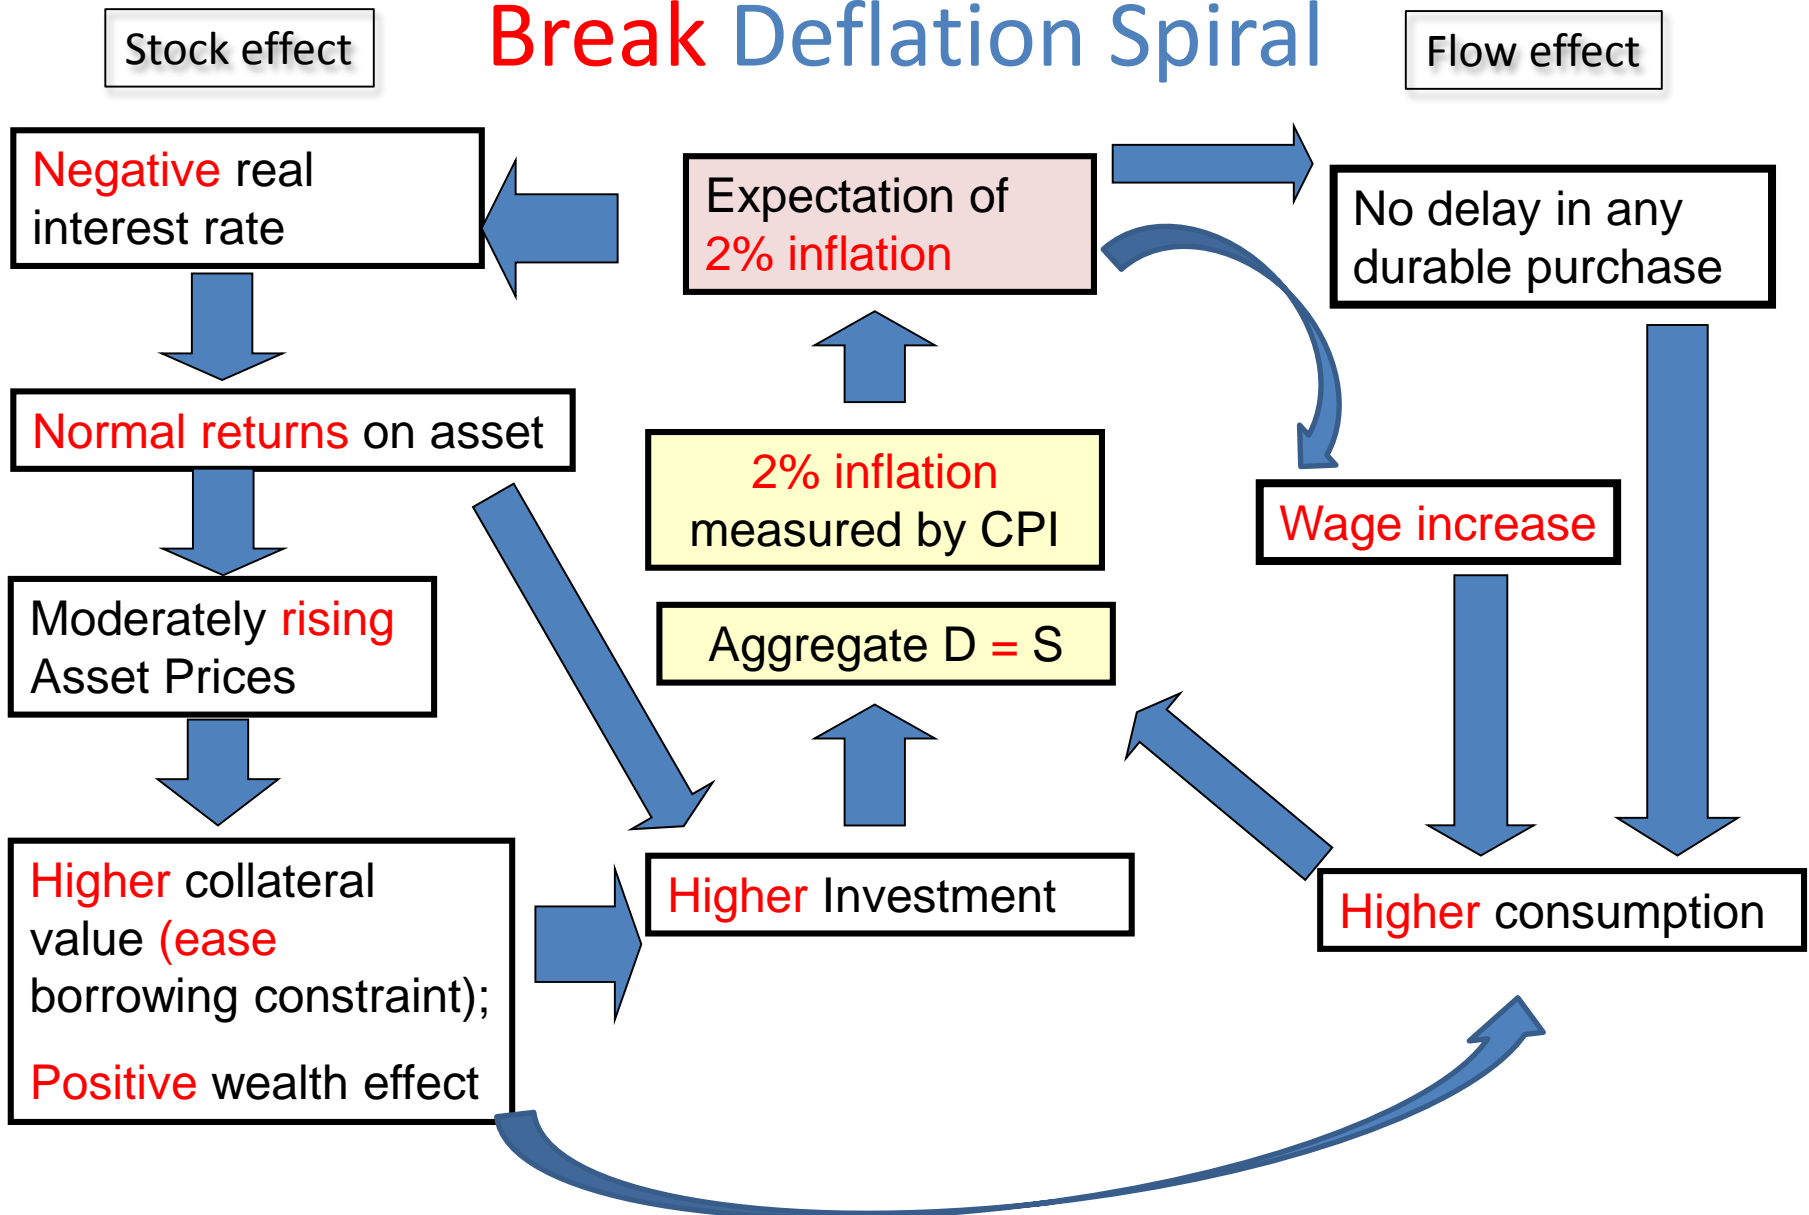 Break Deflation Spiral
Stock effect
Flow effect
Negative real
interest rate
Expectation of
2% inflation
No delay in any
durable purchase
Normal returns on asset
2% inflation
measured by CPI
Wage increase
Moderately rising
Asset Prices
Aggregate D = S
Higher collateral
value (ease
borrowing constraint);
Positive wealth effect
Higher Investment
Higher consumption